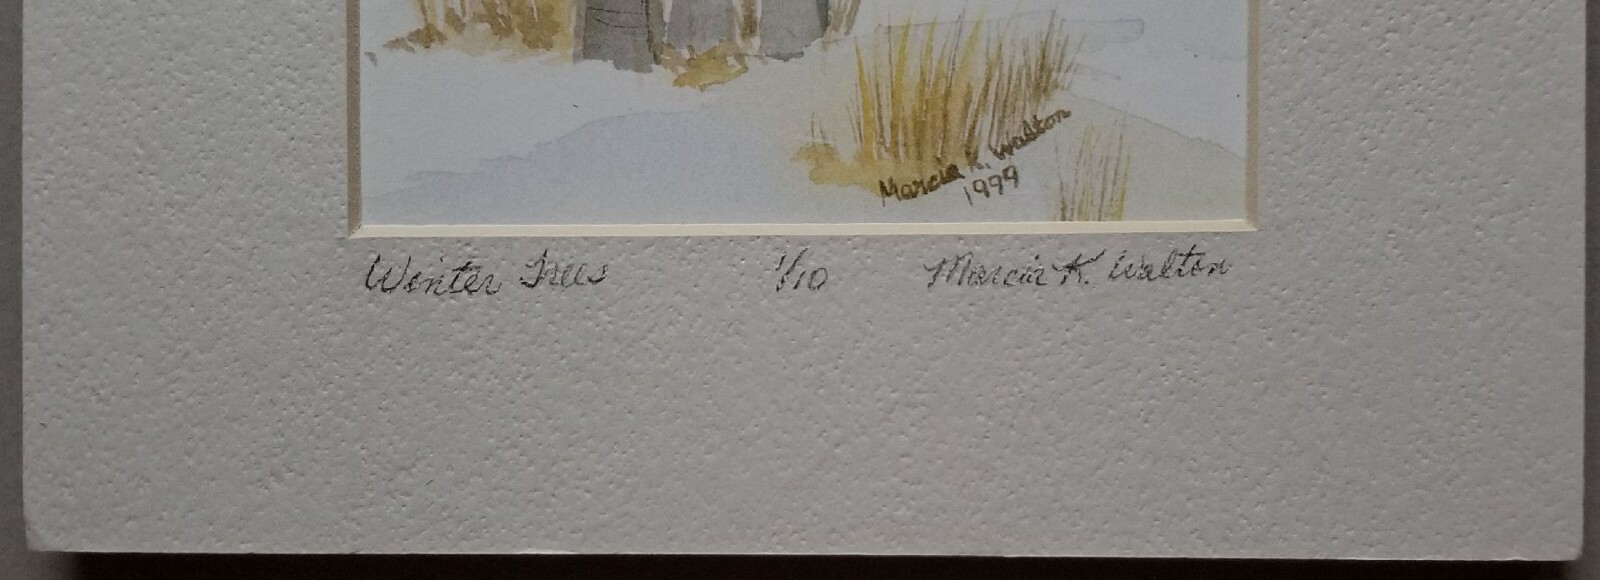 Marcia K. Walton
1999
Winter Trees 1/10 Marcia K. Walton